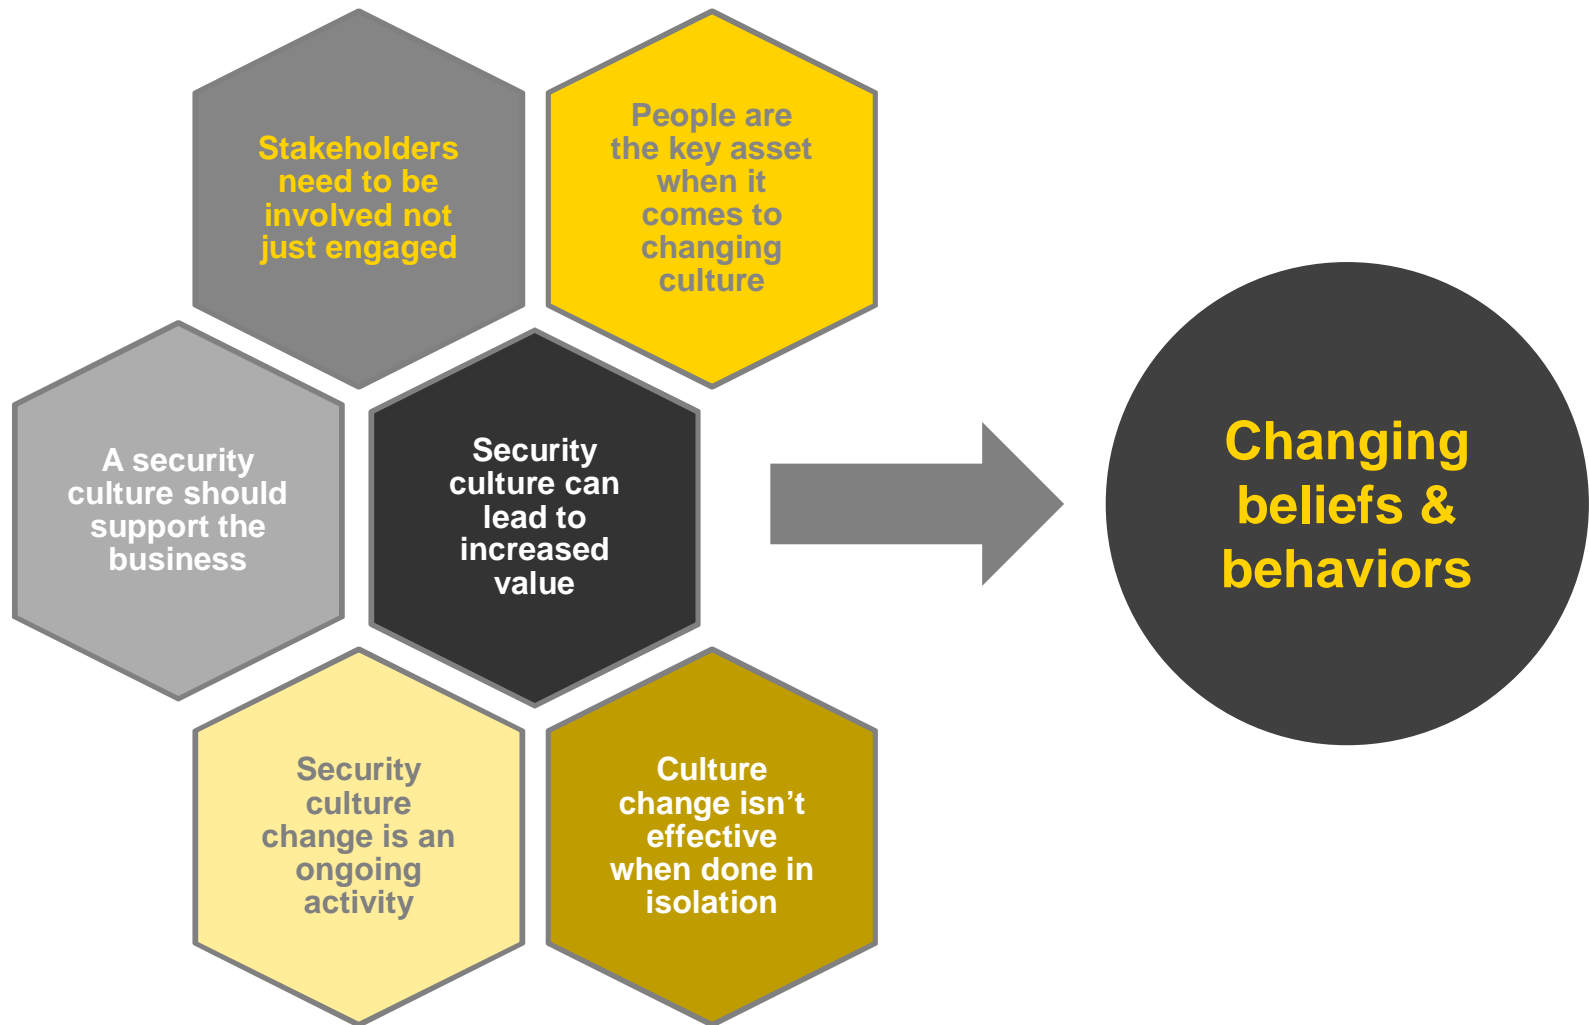 Stakeholders
need to be
involved not
just engaged
People are
the key asset
when it
comes to
changing
culture
A security
culture should
support the
business
Security
culture can
lead to
increased
value
Changing
beliefs &
behaviors
Security
culture
change is an
ongoing
activity
Culture
change isn’t
effective
when done in
isolation